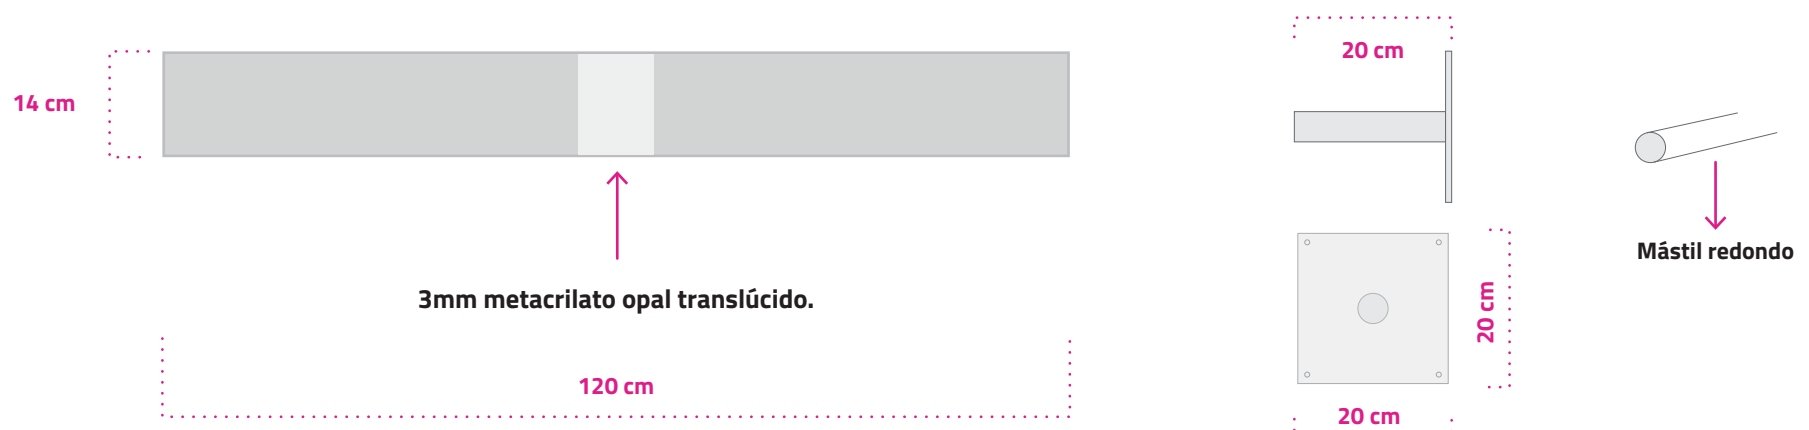 14 cm
3mm metacrilato opal translúcido.
120 cm
20 cm
20 cm
20 cm
Mástil redondo